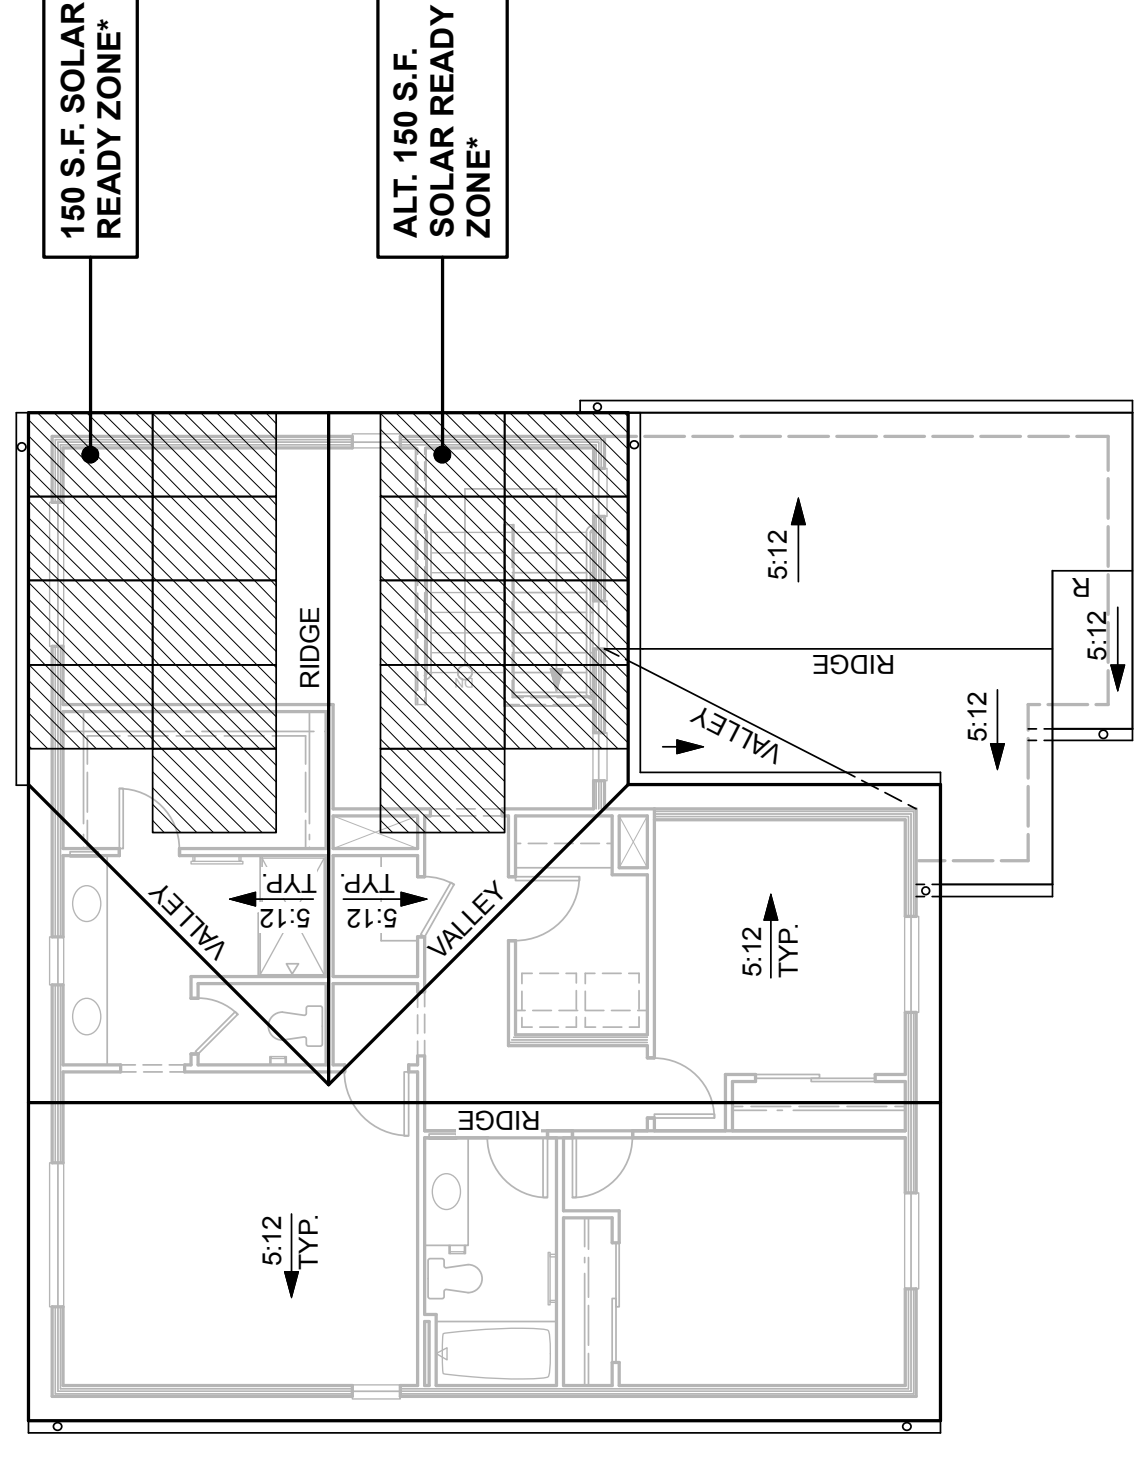 150 S.F. SOLAR
READY ZONE*
ALT. 150 S.F.
SOLAR READY
ZONE*
RIDGE
5:12
R
5:12
RIDGE
5:12
VALLEY
VALLEY
5:12
TYP.
5:12
TYP.
VALLEY
5:12
TYP.
RIDGE
5:12
TYP.